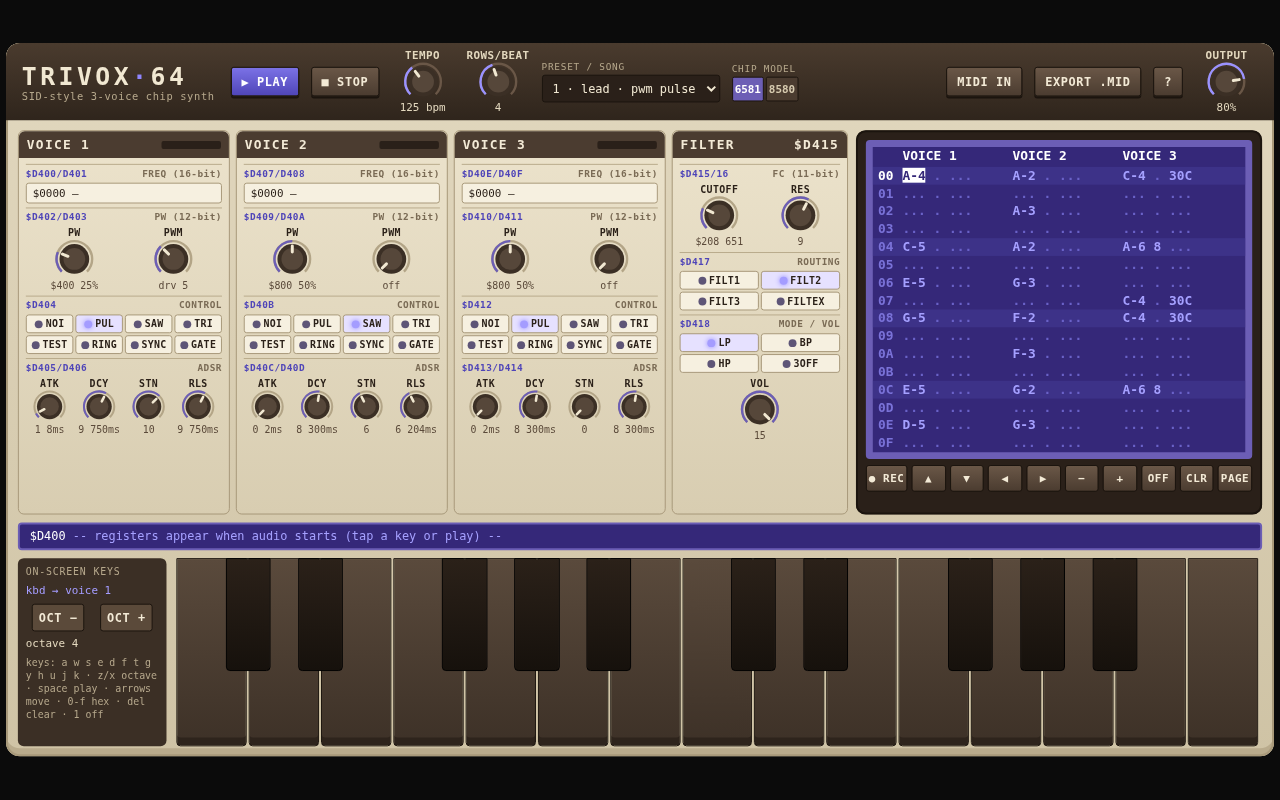 TRIVOX·64
SID-style 3-voice chip synth
▶ PLAY
■ STOP
TEMPO
125 bpm
ROWS/BEAT
4
PRESET / SONG
1 · lead · pwm pulse
CHIP MODEL
6581 8580
MIDI IN
EXPORT .MID
?
OUTPUT
80%
VOICE 1
$D400/D401 FREQ (16-bit)
$0000 —
$D402/D403 PW (12-bit)
PW PWM
$400 25% drv 5
$D404 CONTROL
NOI PUL SAW TRI
TEST RING SYNC GATE
$D405/D406 ADSR
ATK DCY STN RLS
1 8ms 9 750ms 10 9 750ms
VOICE 2
$D407/D408 FREQ (16-bit)
$0000 —
$D409/D40A PW (12-bit)
PW PWM
$800 50% off
$D40B CONTROL
NOI PUL SAW TRI
TEST RING SYNC GATE
$D40C/D40D ADSR
ATK DCY STN RLS
0 2ms 8 300ms 6 6 204ms
VOICE 3
$D40E/D40F FREQ (16-bit)
$0000 —
$D410/D411 PW (12-bit)
PW PWM
$800 50% off
$D412 CONTROL
NOI PUL SAW TRI
TEST RING SYNC GATE
$D413/D414 ADSR
ATK DCY STN RLS
0 2ms 8 300ms 0 8 300ms
FILTER $D415
$D415/16 FC (11-bit)
CUTOFF RES
$208 651 9
$D417 ROUTING
FILT1 FILT2
FILT3 FILTEX
$D418 MODE / VOL
LP BP
HP 3OFF
VOL
15
VOICE 1 VOICE 2 VOICE 3
00 A-4 . ... A-2 . ... C-4 . 30C
01 ... . ... ... . ... ... . ...
02 ... . ... A-3 . ... ... . ...
03 ... . ... ... . ... ... . ...
04 C-5 . ... A-2 . ... A-6 8 ...
05 ... . ... ... . ... ... . ...
06 E-5 . ... G-3 . ... ... . ...
07 ... . ... ... . ... C-4 . 30C
08 G-5 . ... F-2 . ... C-4 . 30C
09 ... . ... ... . ... ... . ...
0A ... . ... F-3 . ... ... . ...
0B ... . ... ... . ... ... . ...
0C E-5 . ... G-2 . ... A-6 8 ...
0D ... . ... ... . ... ... . ...
0E D-5 . ... G-3 . ... ... . ...
0F ... . ... ... . ... ... . ...
● REC ▲ ▼ ◀ ▶ − + OFF CLR PAGE
$D400 -- registers appear when audio starts (tap a key or play) --
ON-SCREEN KEYS
kbd → voice 1
OCT − OCT +
octave 4
keys: a w s e d f t g
y h u j k · z/x octave
· space play · arrows
move · 0-f hex · del
clear · 1 off